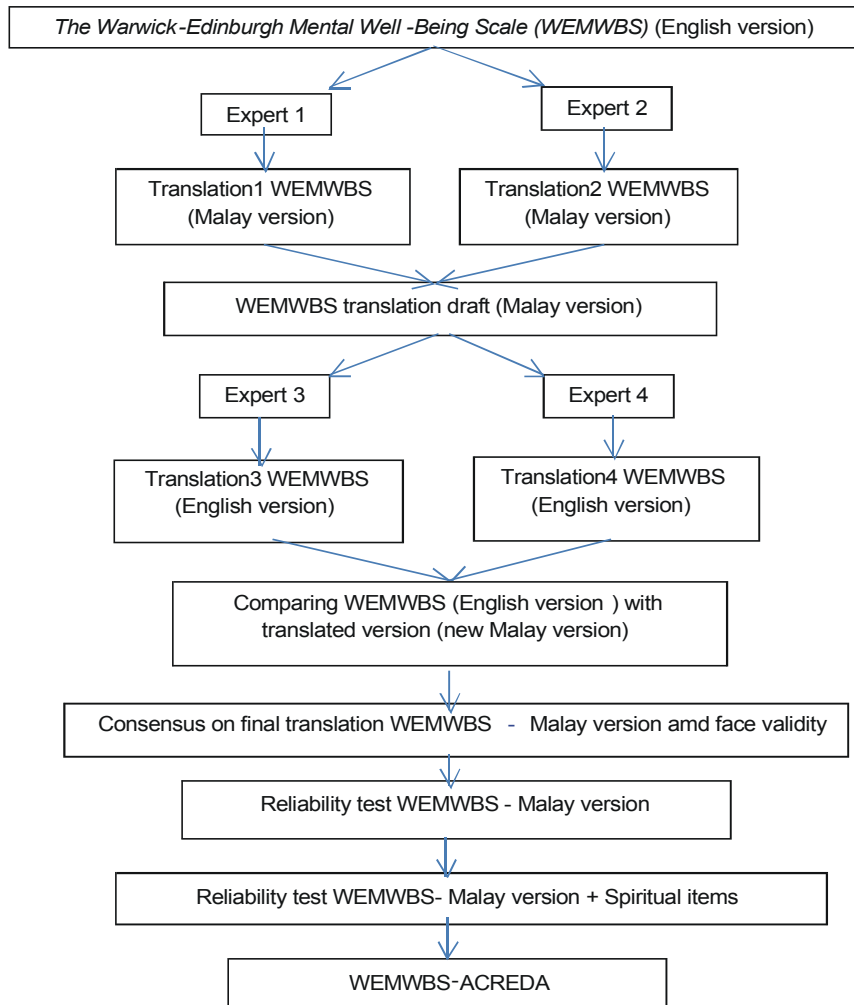 The Warwick-Edinburgh Mental Well -Being Scale (WEMWBS) (English version)
Expert 1
Expert 2
Translation1 WEMWBS
(Malay version)
Translation2 WEMWBS
(Malay version)
WEMWBS translation draft (Malay version)
Expert 3
Expert 4
Translation3 WEMWBS
(English version)
Translation4 WEMWBS
(English version)
Comparing WEMWBS (English version ) with
translated version (new Malay version)
Consensus on final translation WEMWBS - Malay version amd face validity
Reliability test WEMWBS - Malay version
Reliability test WEMWBS- Malay version + Spiritual items
WEMWBS-ACREDA